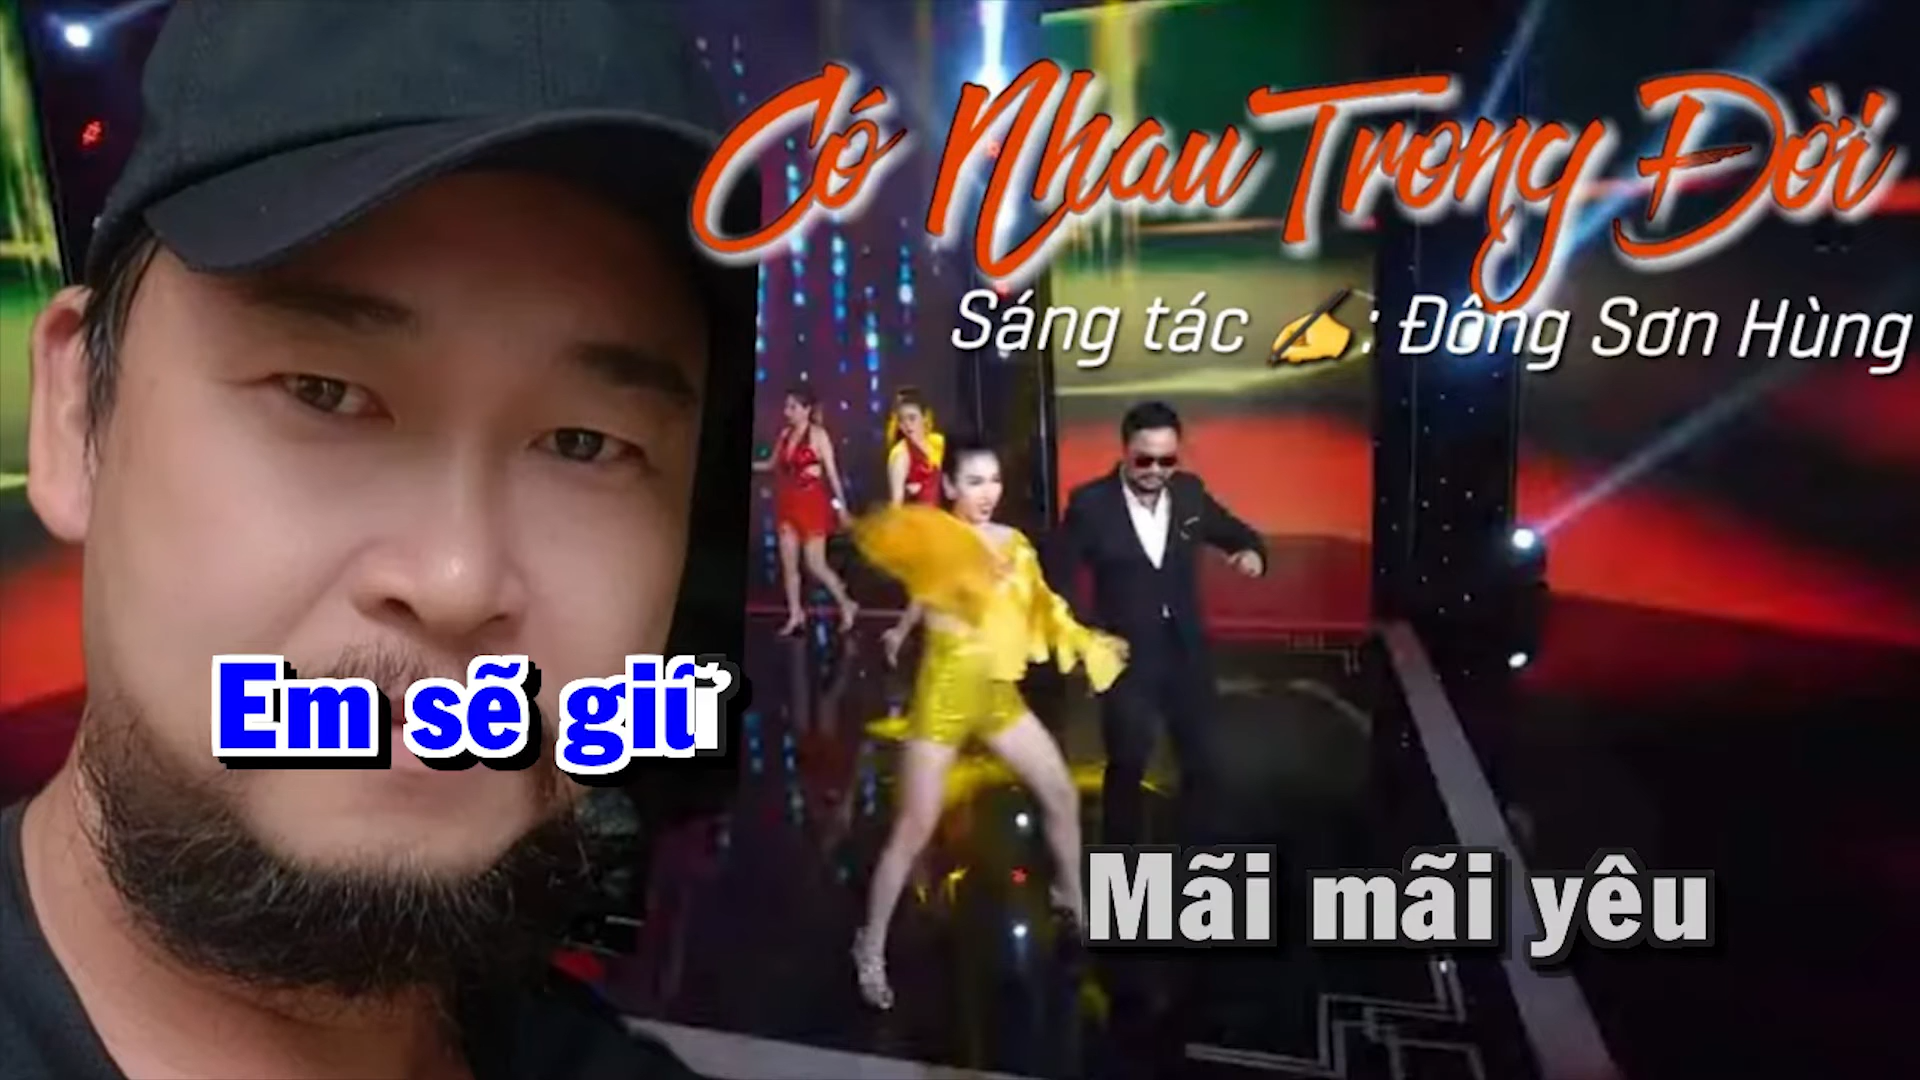 Có Nhau Trong Đời
Sáng tác ✍: Đông Sơn Hùng
Em sẽ giữ
Mãi mãi yêu